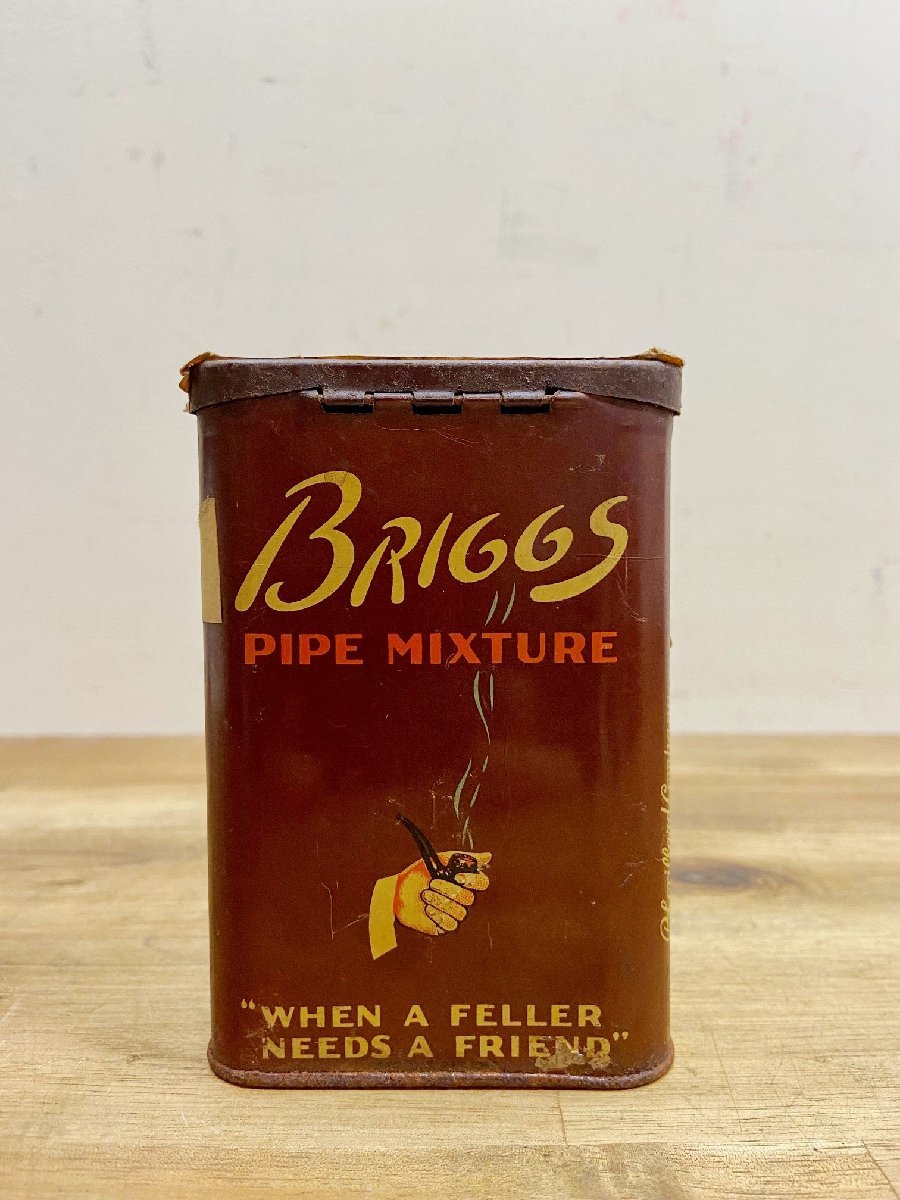 BRIGGS
PIPE MIXTURE
"WHEN A FELLER
NEEDS A FRIEND"